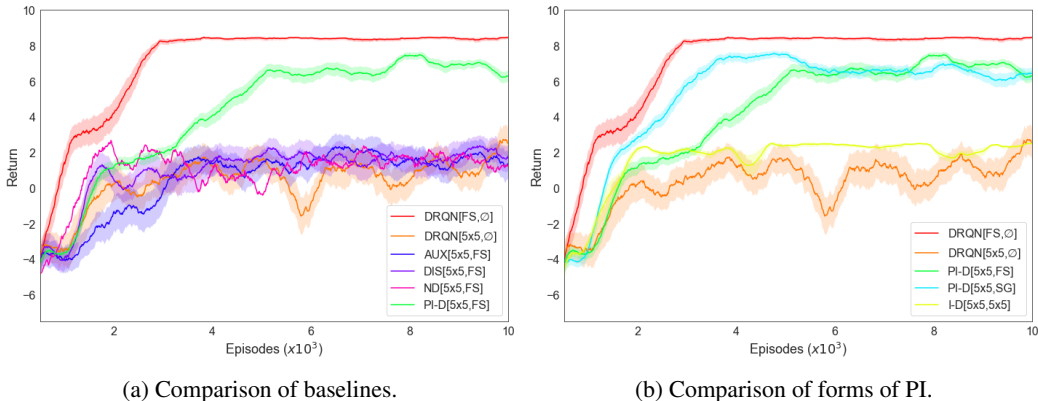 10
8
6
4
2
0
−2
−4
−6
Return
2
4
6
8
10
Episodes (x10³)
DRQN[FS,∅]
DRQN[5x5,∅]
AUX[5x5,FS]
DIS[5x5,FS]
ND[5x5,FS]
PI-D[5x5,FS]
(a) Comparison of baselines.
10
8
6
4
2
0
−2
−4
−6
Return
2
4
6
8
10
Episodes (x10³)
DRQN[FS,∅]
DRQN[5x5,∅]
PI-D[5x5,FS]
PI-D[5x5,SG]
I-D[5x5,5x5]
(b) Comparison of forms of PI.